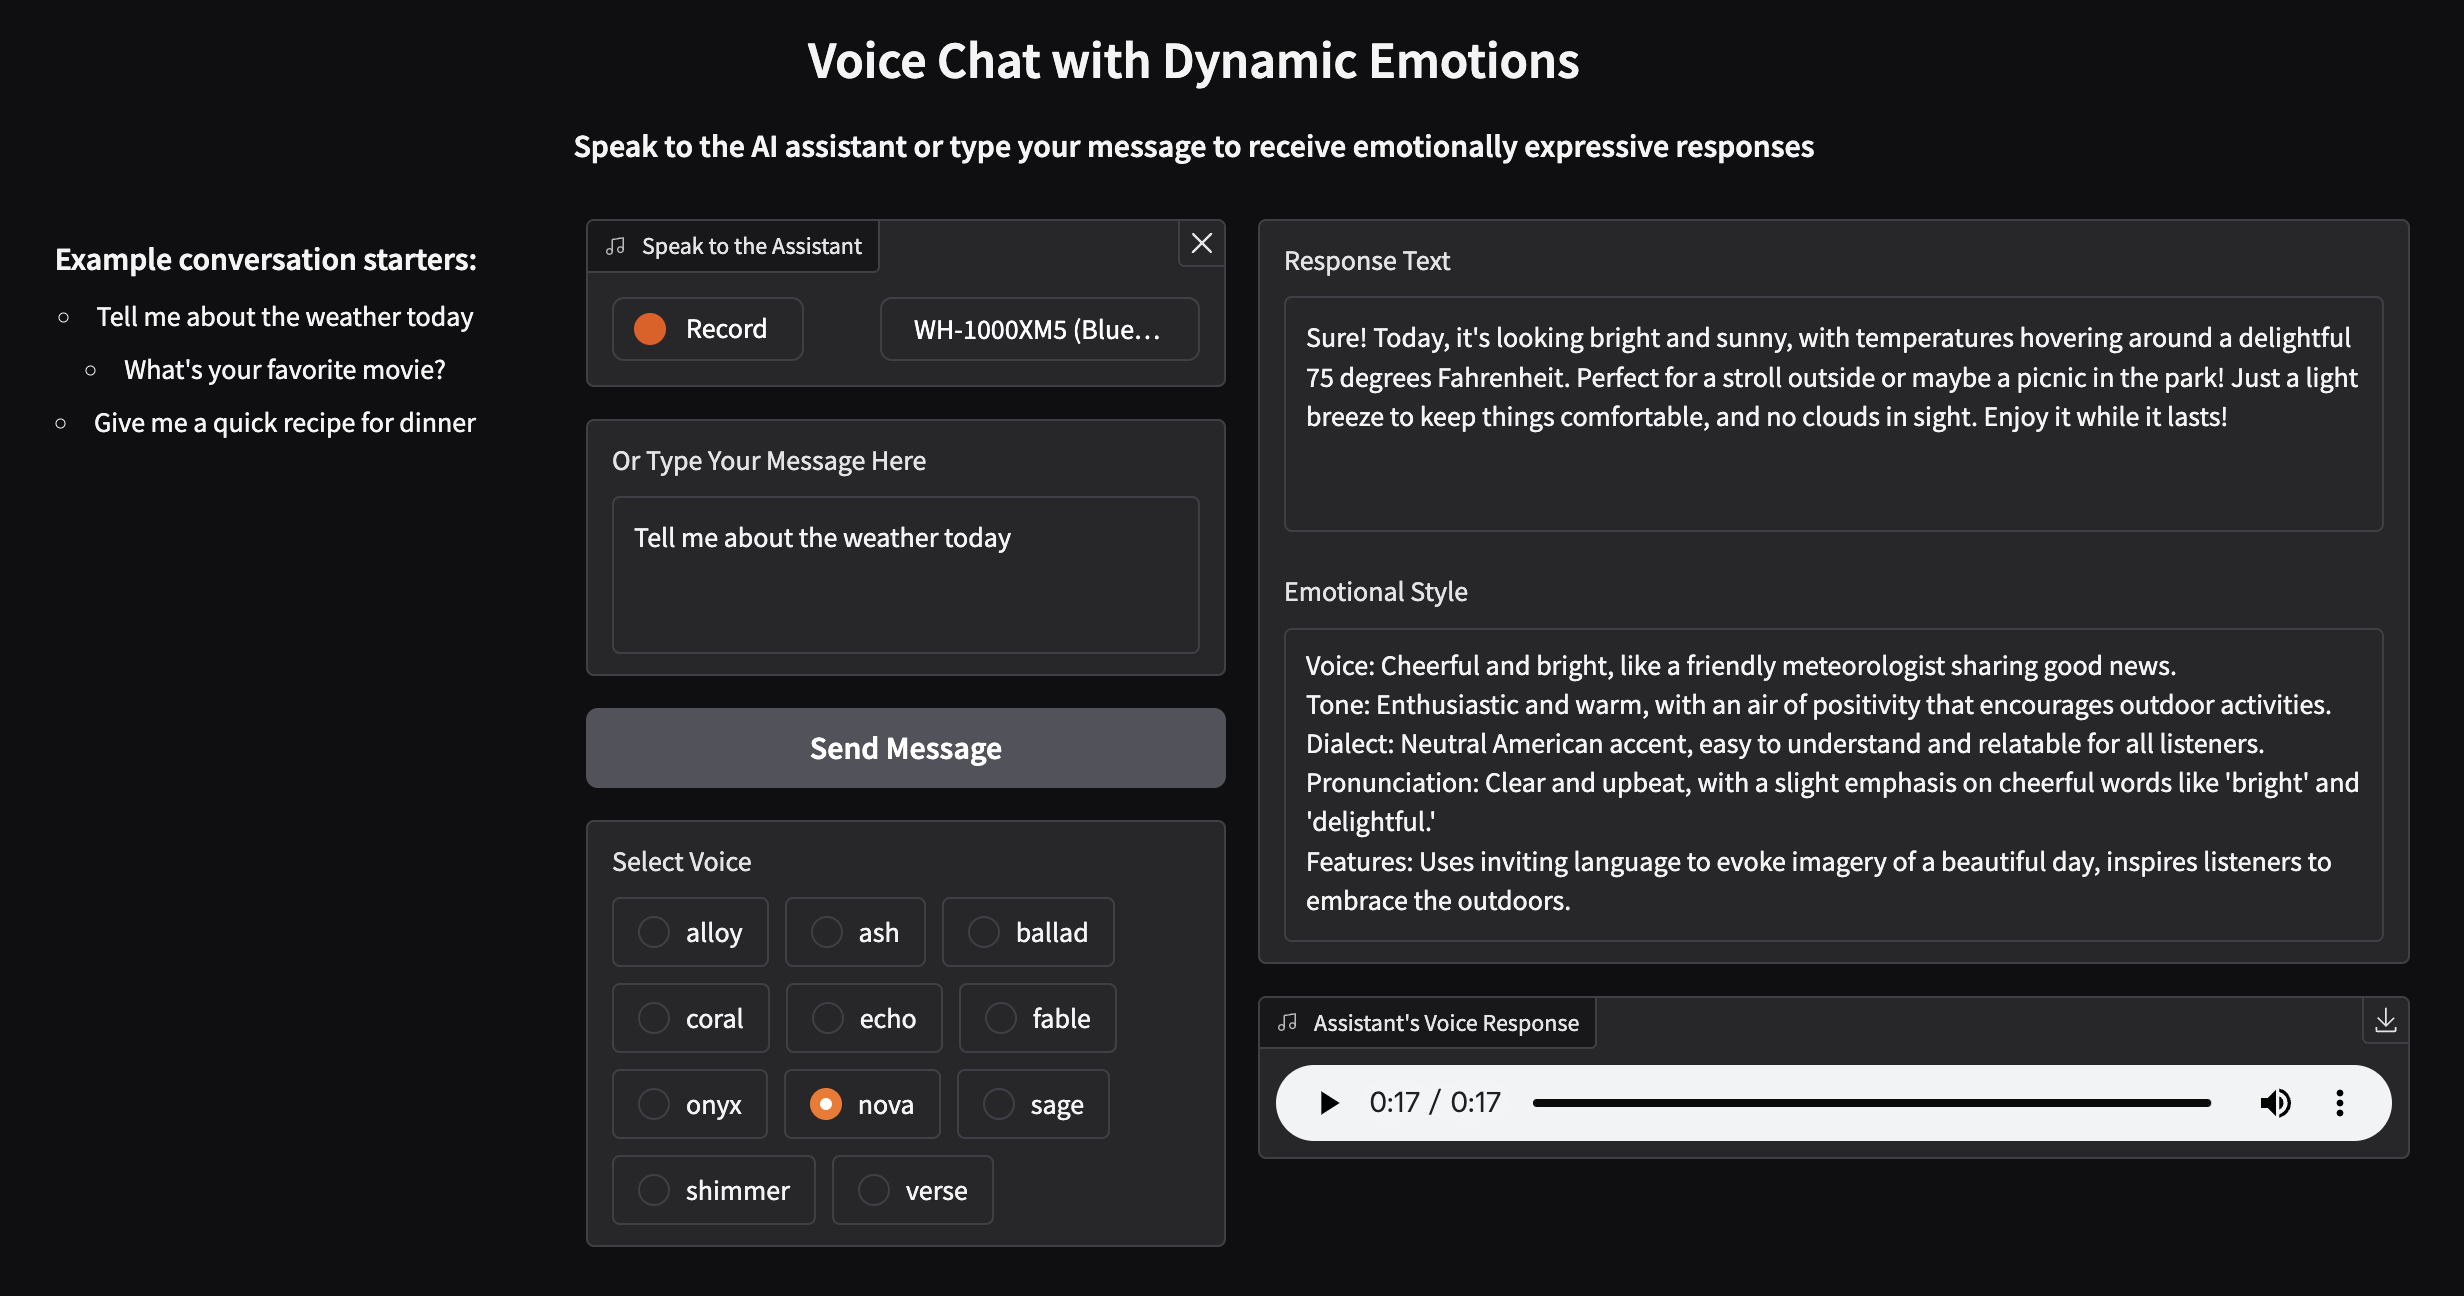 Voice Chat with Dynamic Emotions
Speak to the AI assistant or type your message to receive emotionally expressive responses
Example conversation starters:
Tell me about the weather today
What's your favorite movie?
Give me a quick recipe for dinner
Speak to the Assistant
Record
WH-1000XM5 (Blue…
Or Type Your Message Here
Tell me about the weather today
Send Message
Select Voice
alloy
ash
ballad
coral
echo
fable
onyx
nova
sage
shimmer
verse
Response Text
Sure! Today, it's looking bright and sunny, with temperatures hovering around a delightful
75 degrees Fahrenheit. Perfect for a stroll outside or maybe a picnic in the park! Just a light
breeze to keep things comfortable, and no clouds in sight. Enjoy it while it lasts!
Emotional Style
Voice: Cheerful and bright, like a friendly meteorologist sharing good news.
Tone: Enthusiastic and warm, with an air of positivity that encourages outdoor activities.
Dialect: Neutral American accent, easy to understand and relatable for all listeners.
Pronunciation: Clear and upbeat, with a slight emphasis on cheerful words like 'bright' and
'delightful.'
Features: Uses inviting language to evoke imagery of a beautiful day, inspires listeners to
embrace the outdoors.
Assistant's Voice Response
0:17 / 0:17